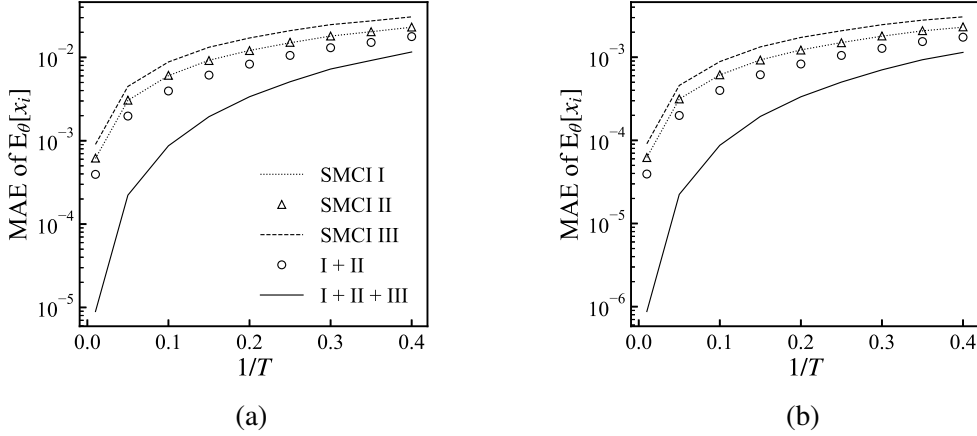 MAE of E_θ[x_i]
10⁻²
10⁻³
10⁻⁴
10⁻⁵
SMCI I
SMCI II
SMCI III
I + II
I + II + III
0.0 0.1 0.2 0.3 0.4
1/T
(a)
MAE of E_θ[x_i]
10⁻³
10⁻⁴
10⁻⁵
10⁻⁶
0.0 0.1 0.2 0.3 0.4
1/T
(b)